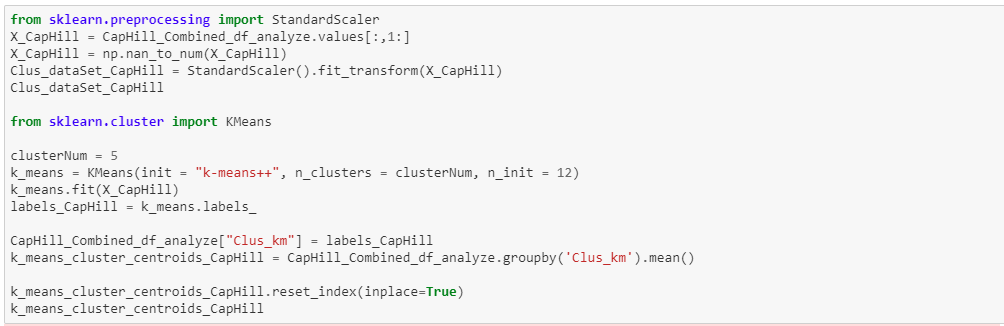 from sklearn.preprocessing import StandardScaler
X_CapHill = CapHill_Combined_df_analyze.values[:,1:]
X_CapHill = np.nan_to_num(X_CapHill)
Clus_dataSet_CapHill = StandardScaler().fit_transform(X_CapHill)
Clus_dataSet_CapHill
from sklearn.cluster import KMeans
clusterNum = 5
k_means = KMeans(init = "k-means++", n_clusters = clusterNum, n_init = 12)
k_means.fit(X_CapHill)
labels_CapHill = k_means.labels_
CapHill_Combined_df_analyze["Clus_km"] = labels_CapHill
k_means_cluster_centroids_CapHill = CapHill_Combined_df_analyze.groupby('Clus_km').mean()
k_means_cluster_centroids_CapHill.reset_index(inplace=True)
k_means_cluster_centroids_CapHill